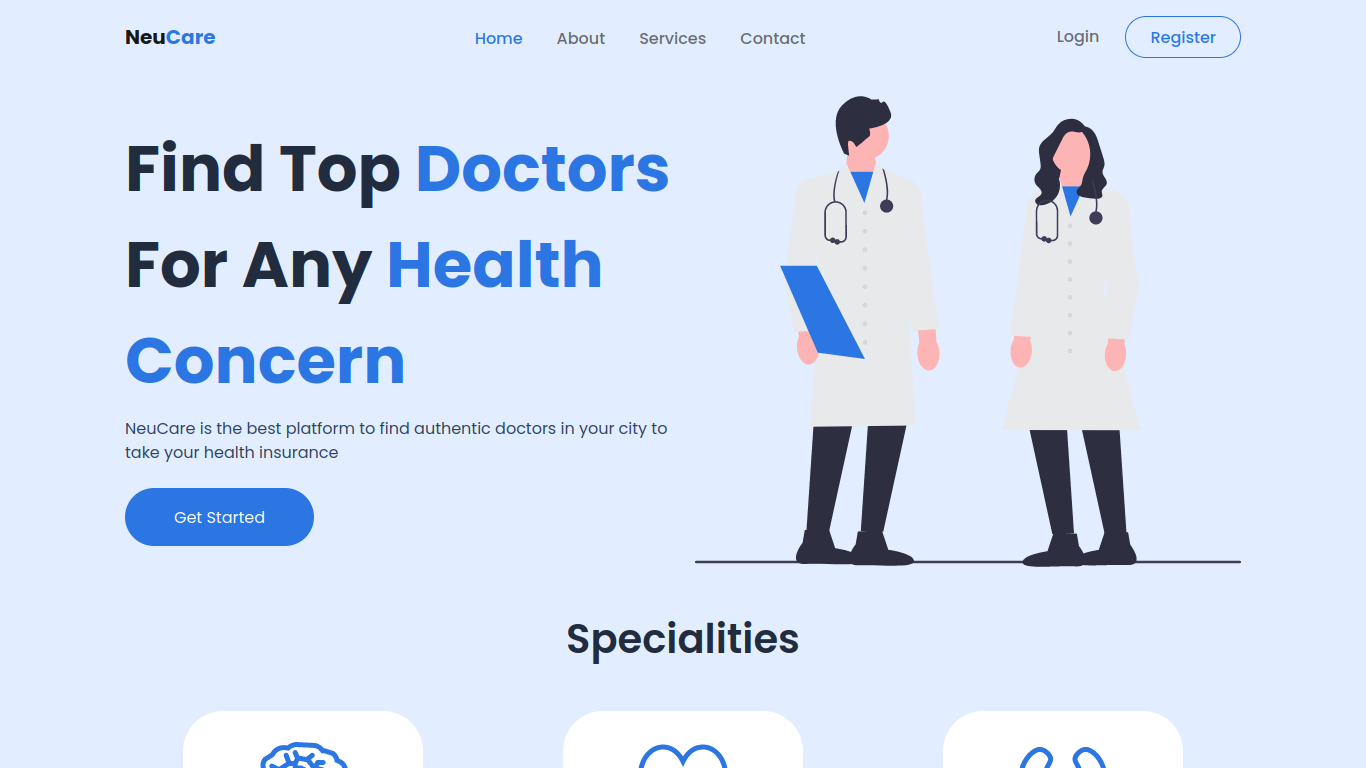 NeuCare
Home About Services Contact
Login Register
Find Top Doctors
For Any Health
Concern
NeuCare is the best platform to find authentic doctors in your city to
take your health insurance
Get Started
Specialities